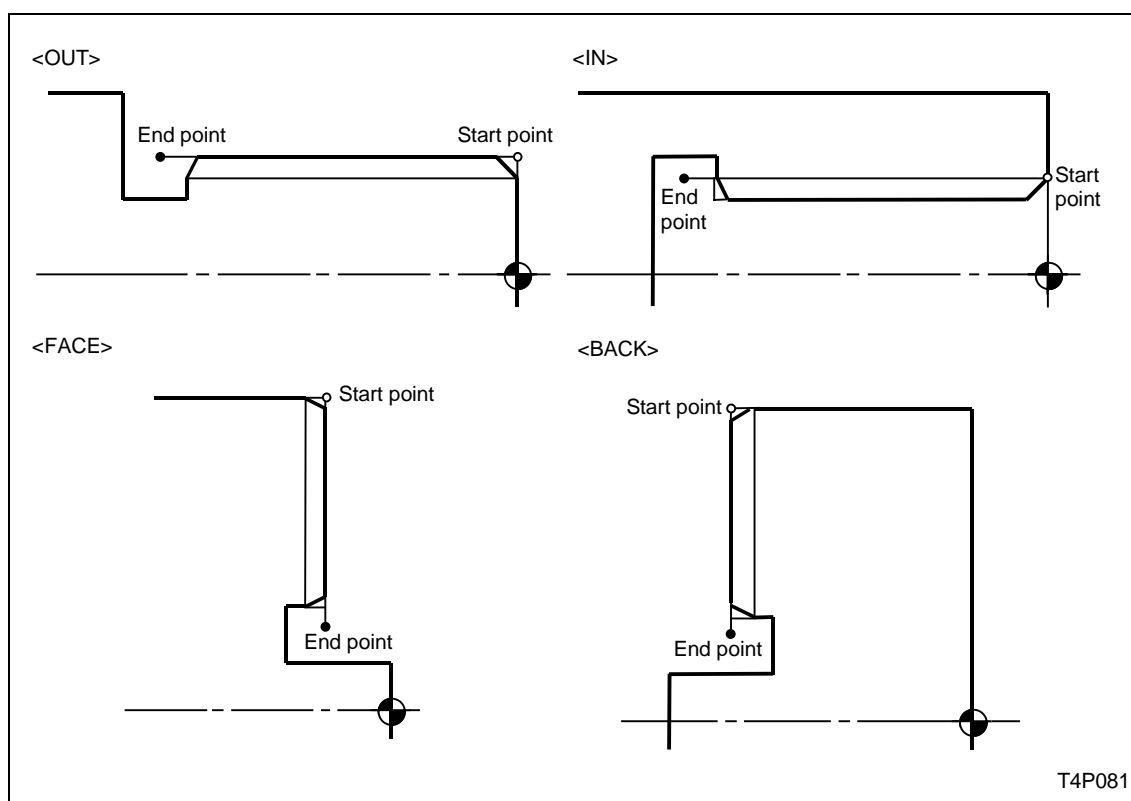 <OUT>
End point
Start point
<IN>
Start
point
End
point
<FACE>
Start point
End point
<BACK>
Start point
End point
T4P081